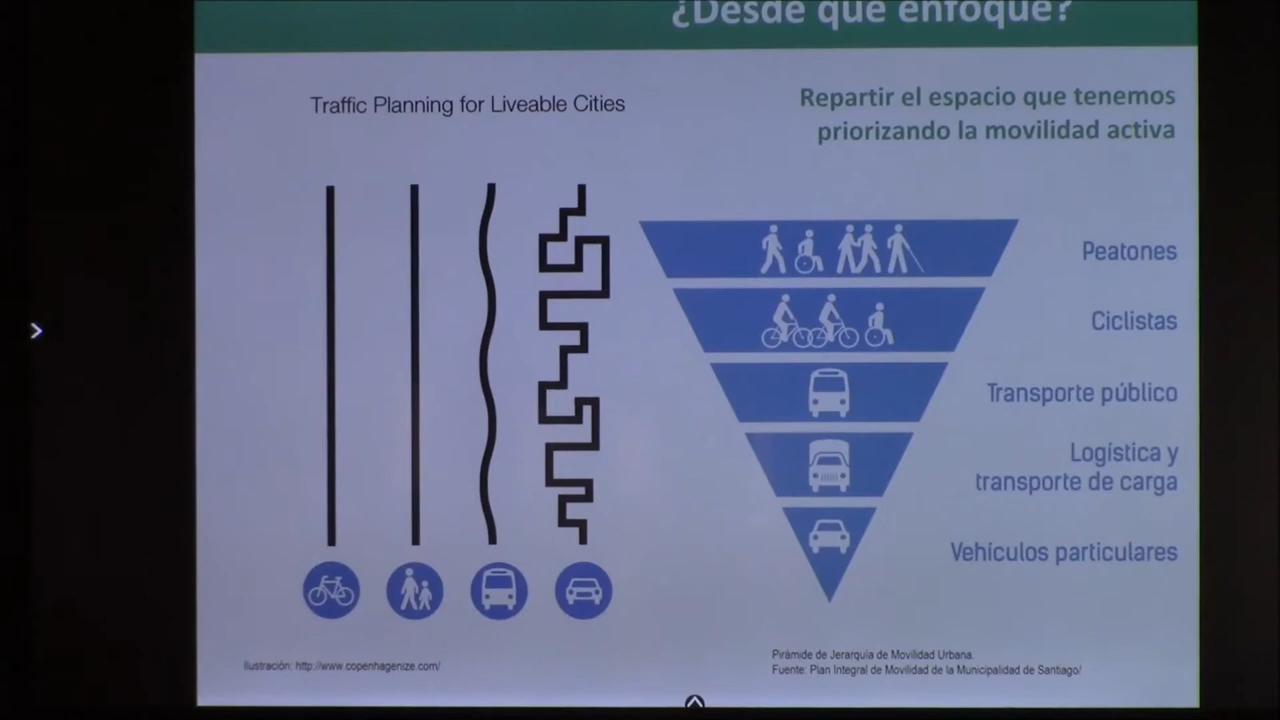 ¿Desde qué enfoque?
Traffic Planning for Liveable Cities
Repartir el espacio que tenemos
priorizando la movilidad activa
Peatones
Ciclistas
Transporte público
Logística y
transporte de carga
Vehículos particulares
Ilustración: http://www.copenhagenize.com/
Pirámide de Jerarquía de Movilidad Urbana.
Fuente: Plan Integral de Movilidad de la Municipalidad de Santiago/